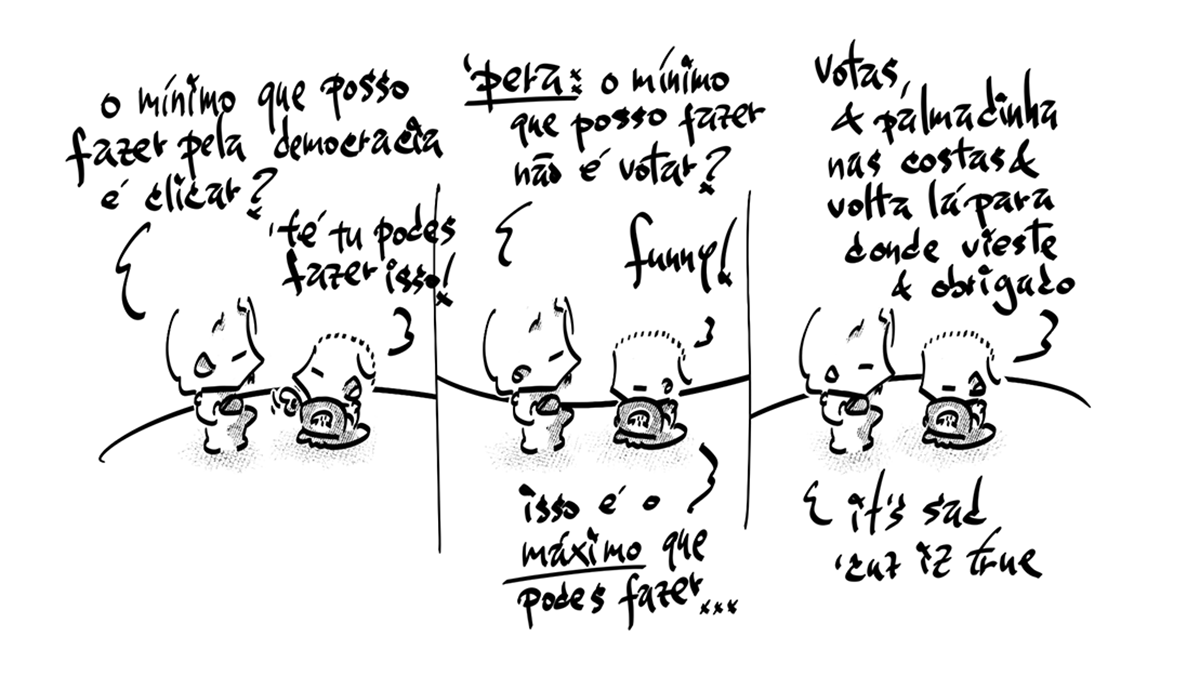 o mínimo que posso
fazer pela democracia
é clicar?
'té tu podes
fazer isso!
'pera: o mínimo
que posso fazer
não é votar?
funny!
isso é o
máximo que
podes fazer...
votas,
& palmadinha
nas costas &
volta lá para
donde vieste
& obrigado
it's sad
'cuz iz true